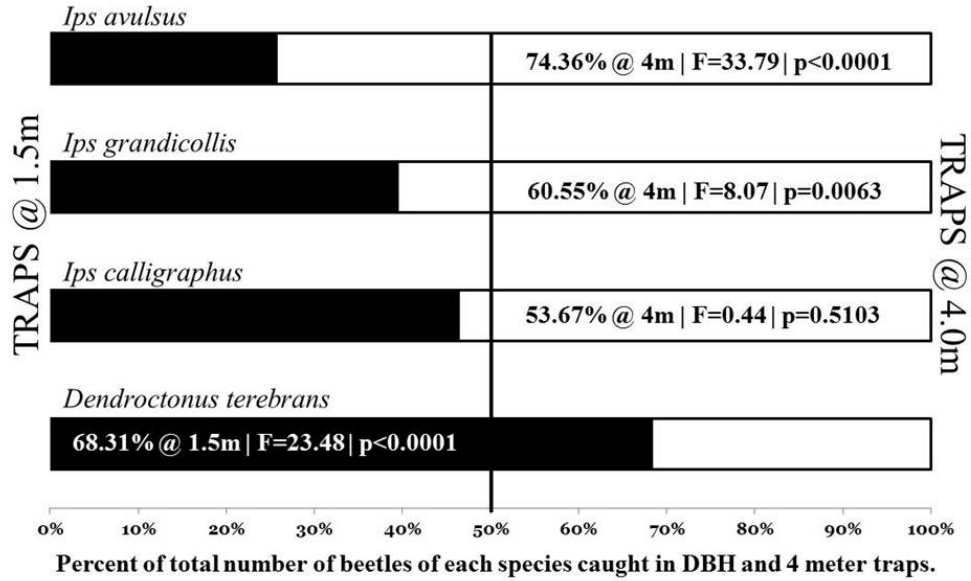 Ips avulsus
74.36% @ 4m | F=33.79| p<0.0001
Ips grandicollis
60.55% @ 4m | F=8.07| p=0.0063
Ips calligraphus
53.67% @ 4m | F=0.44| p=0.5103
Dendroctonus terebrans
68.31% @ 1.5m| F=23.48| p<0.0001
TRAPS @ 1.5m
TRAPS @ 4.0m
0% 10% 20% 30% 40% 50% 60% 70% 80% 90% 100%
Percent of total number of beetles of each species caught in DBH and 4 meter traps.